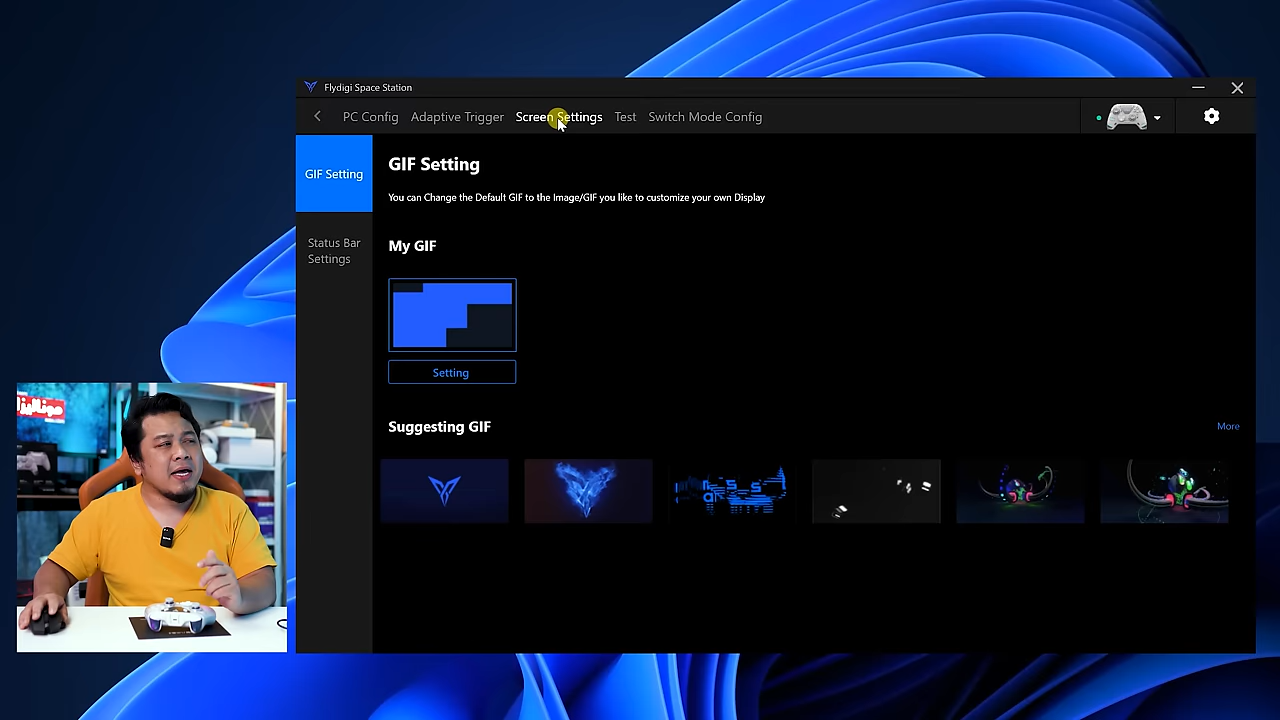 Flydigi Space Station
PC Config Adaptive Trigger Screen Settings Test Switch Mode Config
GIF Setting
GIF Setting
You can Change the Default GIF to the Image/GIF you like to customize your own Display
Status Bar
Settings
My GIF
Setting
Suggesting GIF
More